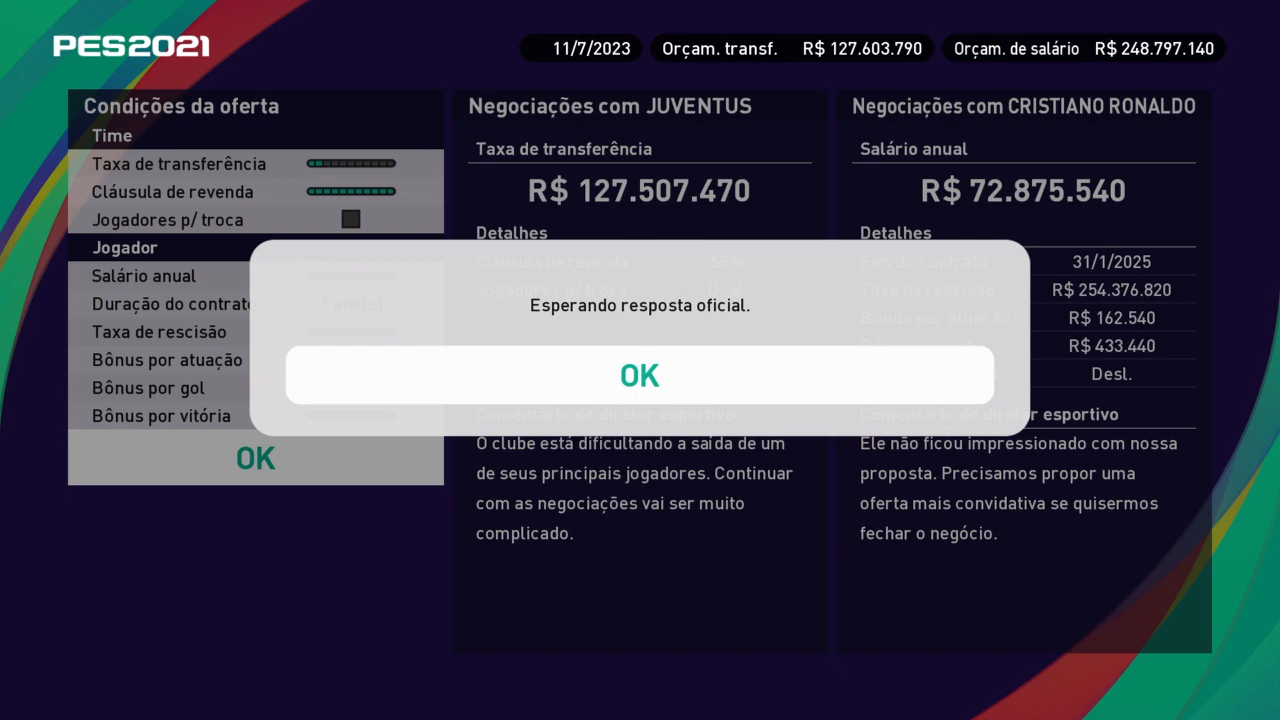 PES2021
11/7/2023
Orçam. transf. R$ 127.603.790
Orçam. de salário R$ 248.797.140
Condições da oferta
Time
Taxa de transferência
Cláusula de revenda
Jogadores p/ troca
Jogador
Salário anual
Duração do contrato
Taxa de rescisão
Bônus por atuação
Bônus por gol
Bônus por vitória
OK
Negociações com JUVENTUS
Taxa de transferência
R$ 127.507.470
Detalhes
Cláusula de revenda
Jogadores p/ troca
Comentário do diretor esportivo
O clube está dificultando a saída de um
de seus principais jogadores. Continuar
com as negociações vai ser muito
complicado.
Negociações com CRISTIANO RONALDO
Salário anual
R$ 72.875.540
Detalhes
Fim do contrato 31/1/2025
Taxa de rescisão R$ 254.376.820
Bônus por atuação R$ 162.540
R$ 433.440
Desl.
Comentário do diretor esportivo
Ele não ficou impressionado com nossa
proposta. Precisamos propor uma
oferta mais convidativa se quisermos
fechar o negócio.
Esperando resposta oficial.
OK